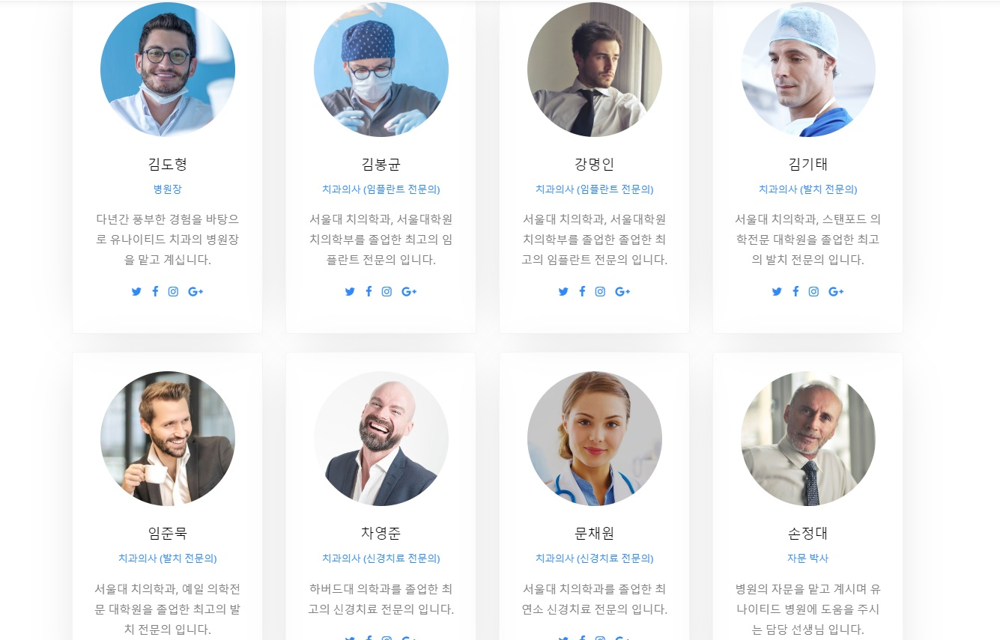 김도형
병원장
다년간 풍부한 경험을 바탕으
로 유나이티드 치과의 병원장
을 맡고 계십니다.
김봉균
치과의사 (임플란트 전문의)
서울대 치의학과, 서울대학원
치의학부를 졸업한 최고의 임
플란트 전문의 입니다.
강명인
치과의사 (임플란트 전문의)
서울대 치의학과, 서울대학원
치의학부를 졸업한 졸업한 최
고의 임플란트 전문의 입니다.
김기태
치과의사 (발치 전문의)
서울대 치의학과, 스탠포드 의
학전문 대학원을 졸업한 최고
의 발치 전문의 입니다.
임준묵
치과의사 (발치 전문의)
서울대 치의학과, 예일 의학전
문 대학원을 졸업한 최고의 발
치 전문의 입니다.
차영준
치과의사 (신경치료 전문의)
하버드대 의학과를 졸업한 최
고의 신경치료 전문의 입니다.
문채원
치과의사 (신경치료 전문의)
서울대 치의학과를 졸업한 최
연소 신경치료 전문의 입니다.
손정대
자문 박사
병원의 자문을 맡고 계시며 유
나이티드 병원에 도움을 주시
는 담당 선생님 입니다.